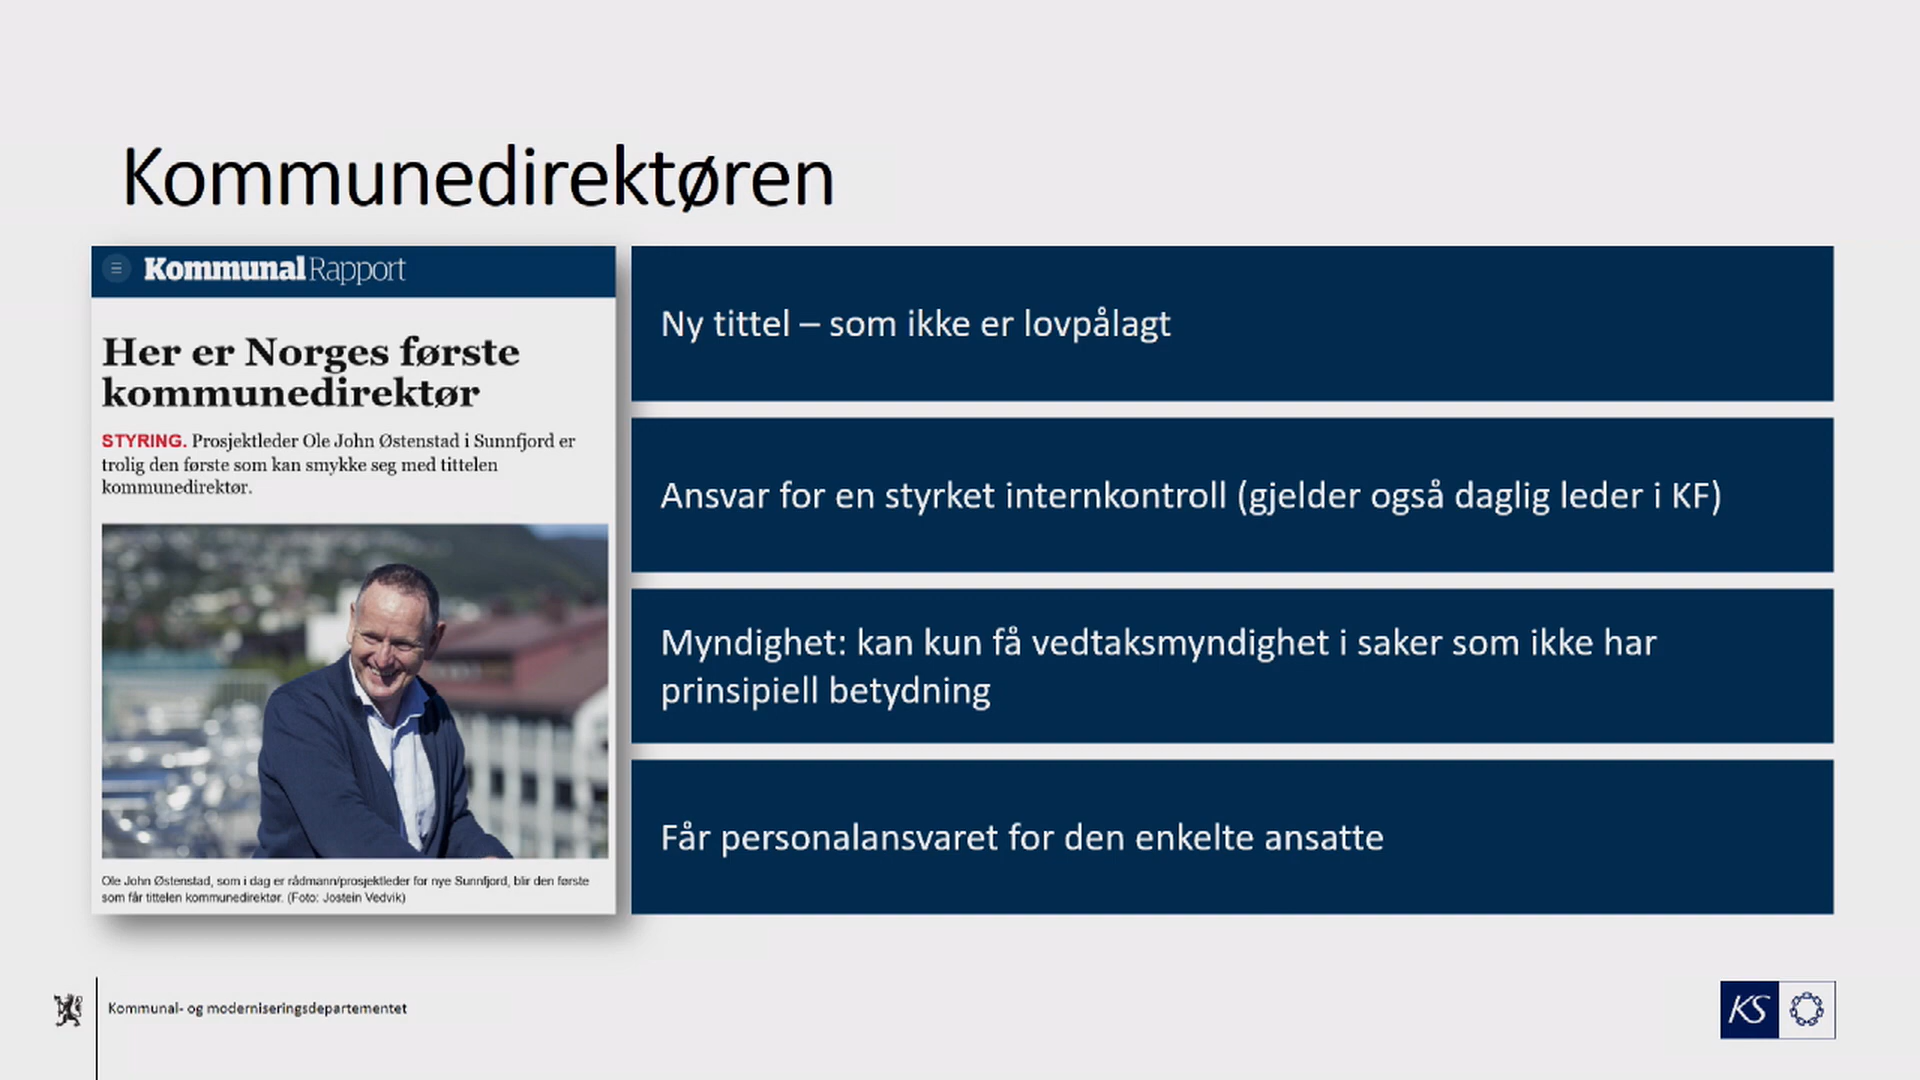 Kommunedirektøren
KommunalRapport
Her er Norges første
kommunedirektør
STYRING. Prosjektleder Ole John Østenstad i Sunnfjord er
trolig den første som kan smykke seg med tittelen
kommunedirektør.
Ole John Østenstad, som i dag er rådmann/prosjektleder for nye Sunnfjord, blir den første
som får tittelen kommunedirektør. (Foto: Jostein Vedvik)
Ny tittel – som ikke er lovpålagt
Ansvar for en styrket internkontroll (gjelder også daglig leder i KF)
Myndighet: kan kun få vedtaksmyndighet i saker som ikke har
prinsipiell betydning
Får personalansvaret for den enkelte ansatte
Kommunal- og moderniseringsdepartementet
KS